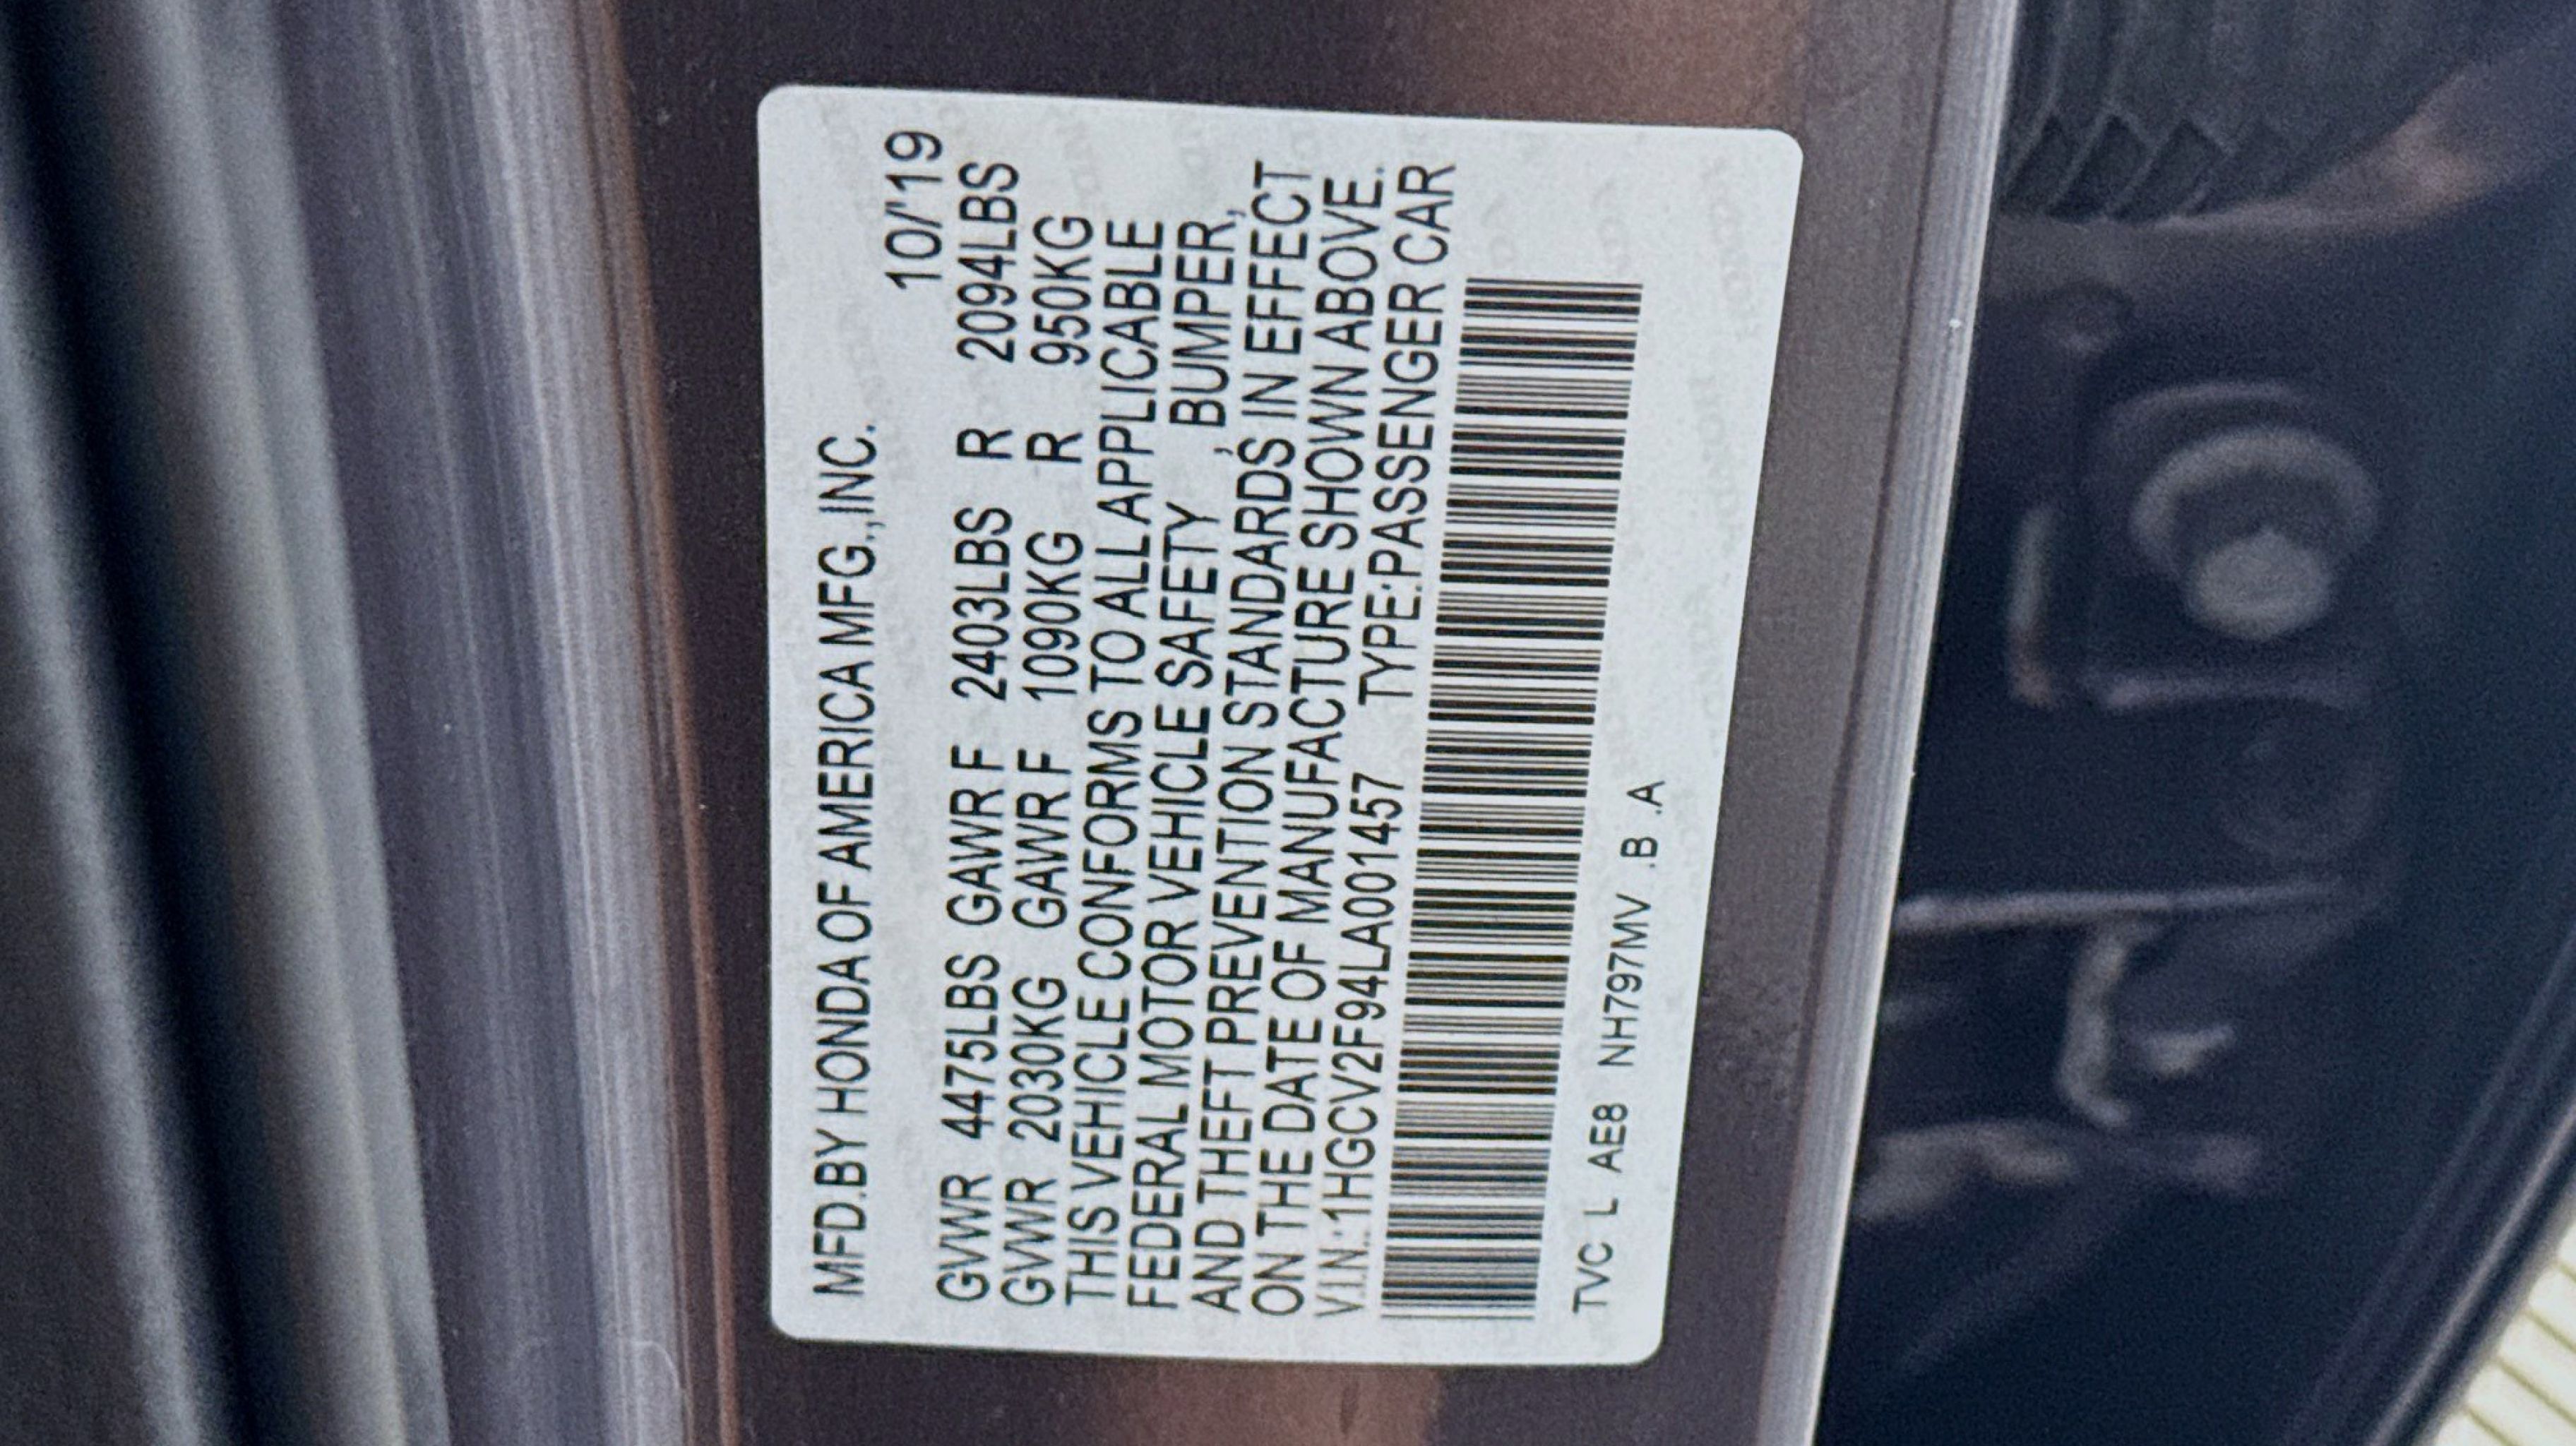 MFD.BY HONDA OF AMERICA MFG.,INC.
10/'19
GVWR 4475LBS GAWR F 2403LBS R 2094LBS
GVWR 2030KG GAWR F 1090KG R 950KG
THIS VEHICLE CONFORMS TO ALL APPLICABLE
FEDERAL MOTOR VEHICLE SAFETY , BUMPER,
AND THEFT PREVENTION STANDARDS IN EFFECT
ON THE DATE OF MANUFACTURE SHOWN ABOVE.
V.I.N.:1HGCV2F94LA001457 TYPE:PASSENGER CAR
TVC L AE8 NH797MV .B .A